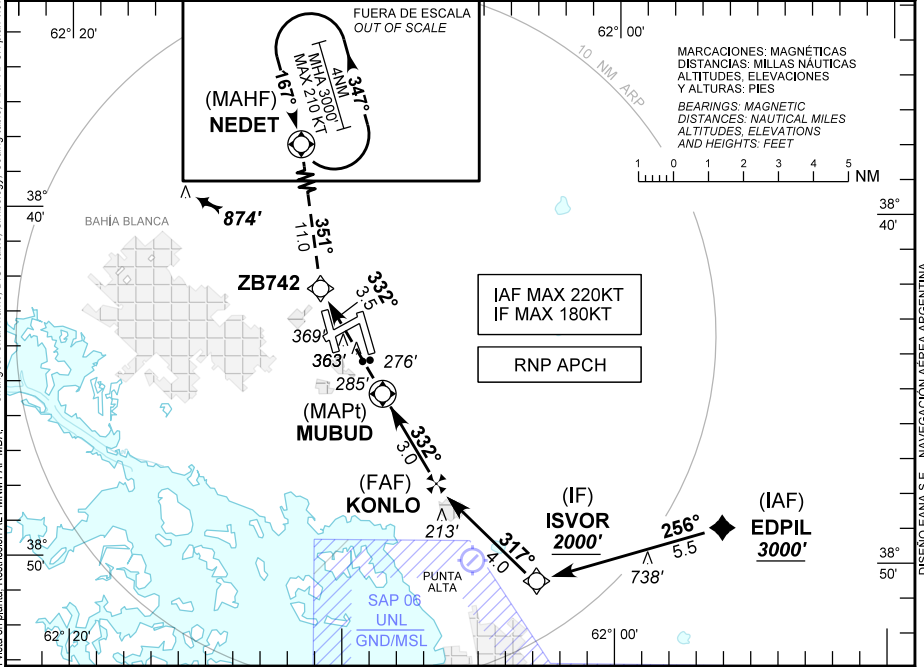 62° 20'
FUERA DE ESCALA
OUT OF SCALE
62° 00'
10 NM ARP
MARCACIONES: MAGNÉTICAS
DISTANCIAS: MILLAS NÁUTICAS
ALTITUDES, ELEVACIONES
Y ALTURAS: PIES
BEARINGS: MAGNETIC
DISTANCES: NAUTICAL MILES
ALTITUDES, ELEVATIONS
AND HEIGHTS: FEET
1 0 1 2 3 4 5 NM
167°
MHA 3000'
MAX 210 KT
4NM
347°
(MAHF)
NEDET
38°
40'
38°
40'
874'
BAHÍA BLANCA
351°
11.0
ZB742
332°
3.5
369'
363'
276'
285'
IAF MAX 220KT
IF MAX 180KT
RNP APCH
(MAPt)
MUBUD
332°
3.0
(FAF)
KONLO
213'
317°
4.0
(IF)
ISVOR
2000'
256°
5.5
738'
(IAF)
EDPIL
3000'
38°
50'
38°
50'
PUNTA
ALTA
SAP 06
UNL
GND/MSL
62° 20'
62° 00'
DISEÑO EANA S.E. - NAVEGACIÓN AÉREA ARGENTINA